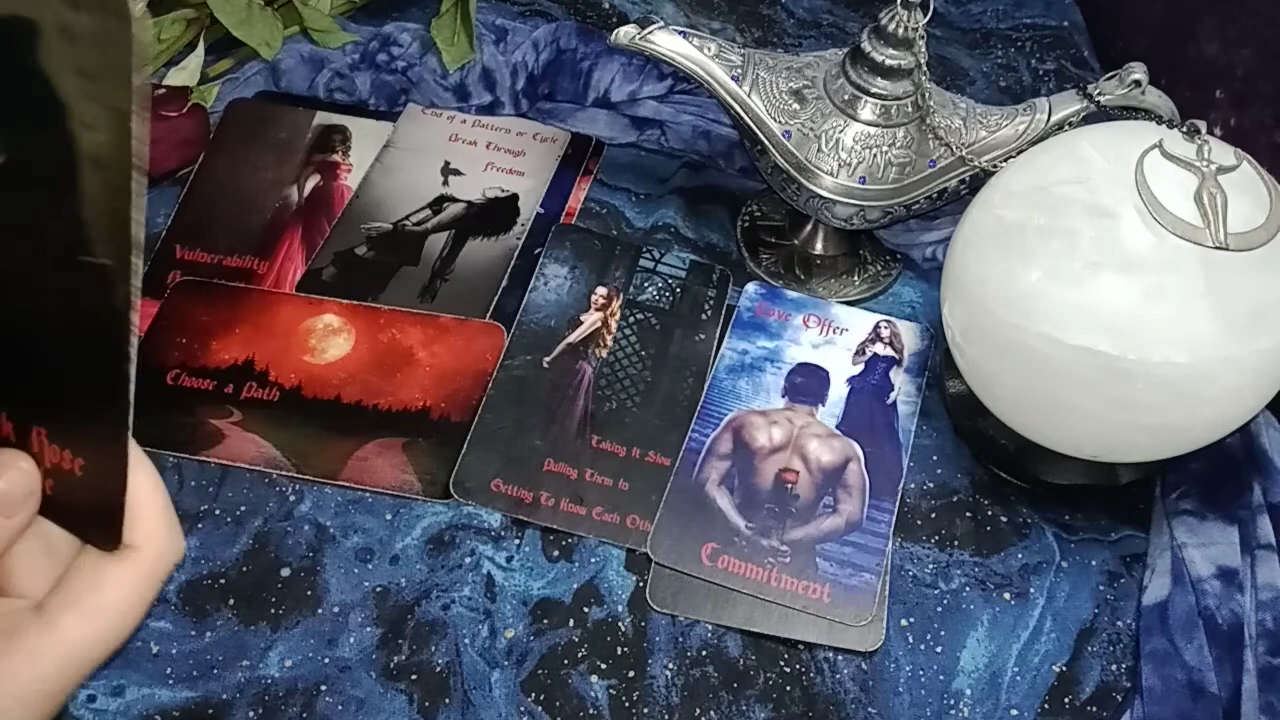 End of a Pattern or Cycle
Break Through
Freedom
Vulnerability
Choose a Path
Taking It Slow
Pulling Them In
Getting To Know Each Oth
Love Offer
Commitment
k Rose
e